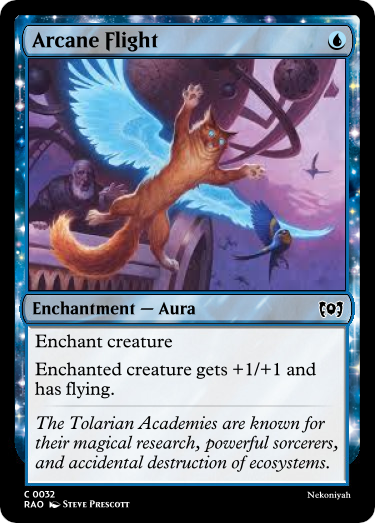 Arcane Flight
Enchantment — Aura
Enchant creature
Enchanted creature gets +1/+1 and
has flying.
The Tolarian Academies are known for
their magical research, powerful sorcerers,
and accidental destruction of ecosystems.
C 0032
Nekoniyah
RAO Steve Prescott